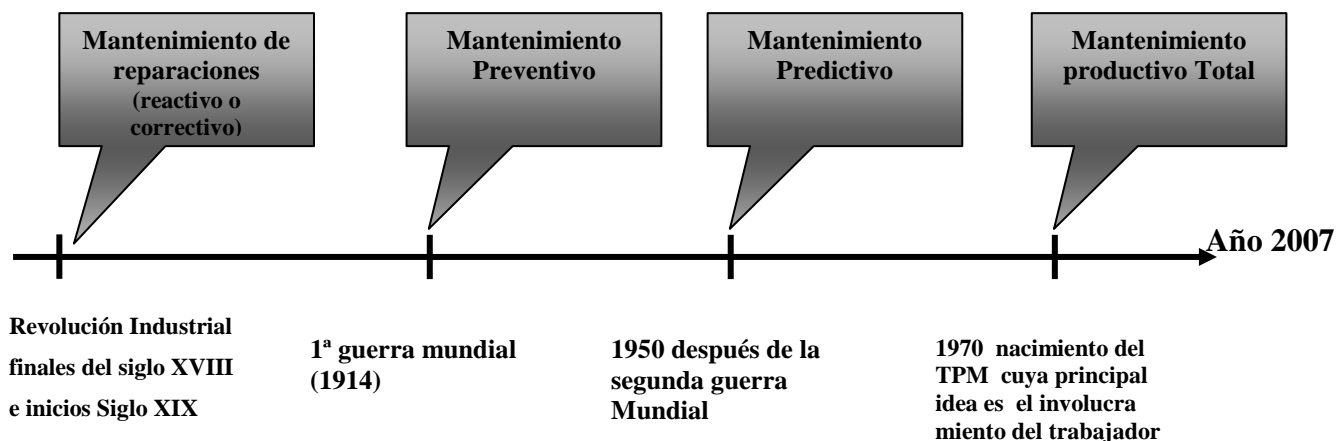 Mantenimiento de
reparaciones
(reactivo o
correctivo)
Mantenimiento
Preventivo
Mantenimiento
Predictivo
Mantenimiento
productivo Total
Año 2007
Revolución Industrial
finales del siglo XVIII
e inicios Siglo XIX
1ª guerra mundial
(1914)
1950 después de la
segunda guerra
Mundial
1970 nacimiento del
TPM cuya principal
idea es el involucra
miento del trabajador